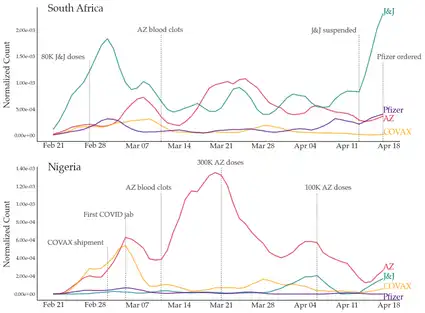 South Africa
J&J
2.00e-03
AZ blood clots
J&J suspended
80K J&J doses
Pfizer ordered
1.50e-03
1.00e-03
5.00e-04
0.00e+00
Normalized Count
Pfizer
AZ
COVAX
Feb 21
Feb 28
Mar 07
Mar 14
Mar 21
Mar 28
Apr 04
Apr 11
Apr 18
Nigeria
300K AZ doses
1.40e-03
1.20e-03
1.00e-03
8.00e-04
6.00e-04
4.00e-04
2.00e-04
0.00e+00
Normalized Count
AZ blood clots
100K AZ doses
First COVID jab
COVAX shipment
AZ
J&J
COVAX
Pfizer
Feb 21
Feb 28
Mar 07
Mar 14
Mar 21
Mar 28
Apr 04
Apr 11
Apr 18